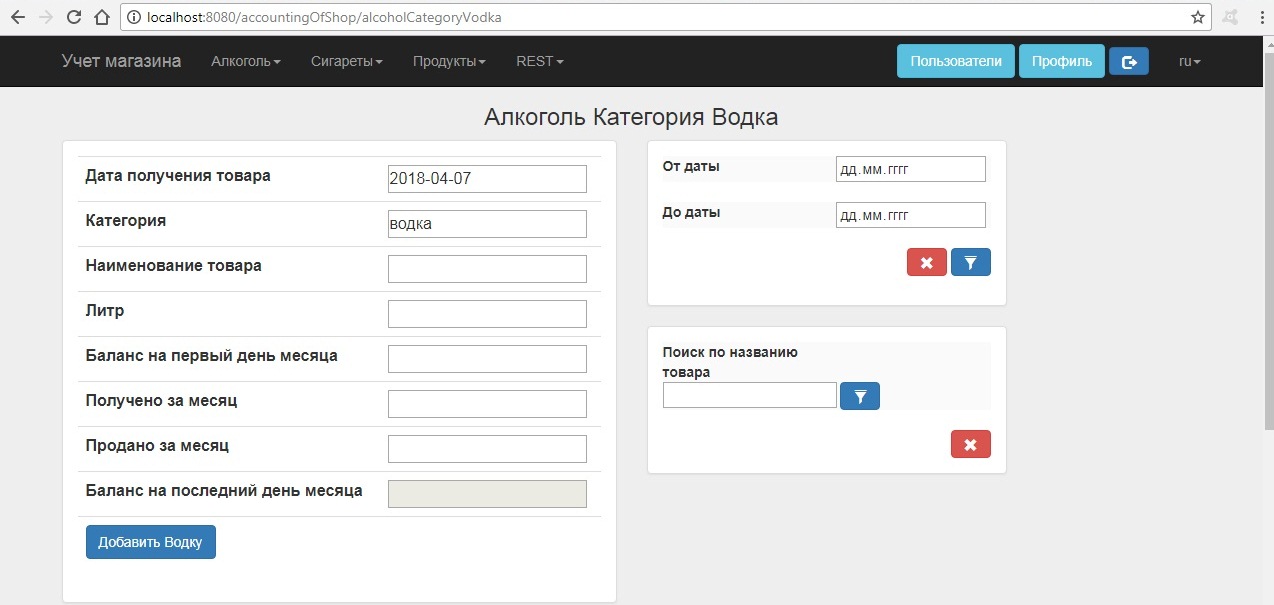 localhost:8080/accountingOfShop/alcoholCategoryVodka
Учет магазина Алкоголь Сигареты Продукты REST Пользователи Профиль ru
Алкоголь Категория Водка
Дата получения товара 2018-04-07
Категория водка
Наименование товара
Литр
Баланс на первый день месяца
Получено за месяц
Продано за месяц
Баланс на последний день месяца
Добавить Водку
От даты дд.мм.гггг
До даты дд.мм.гггг
Поиск по названию
товара